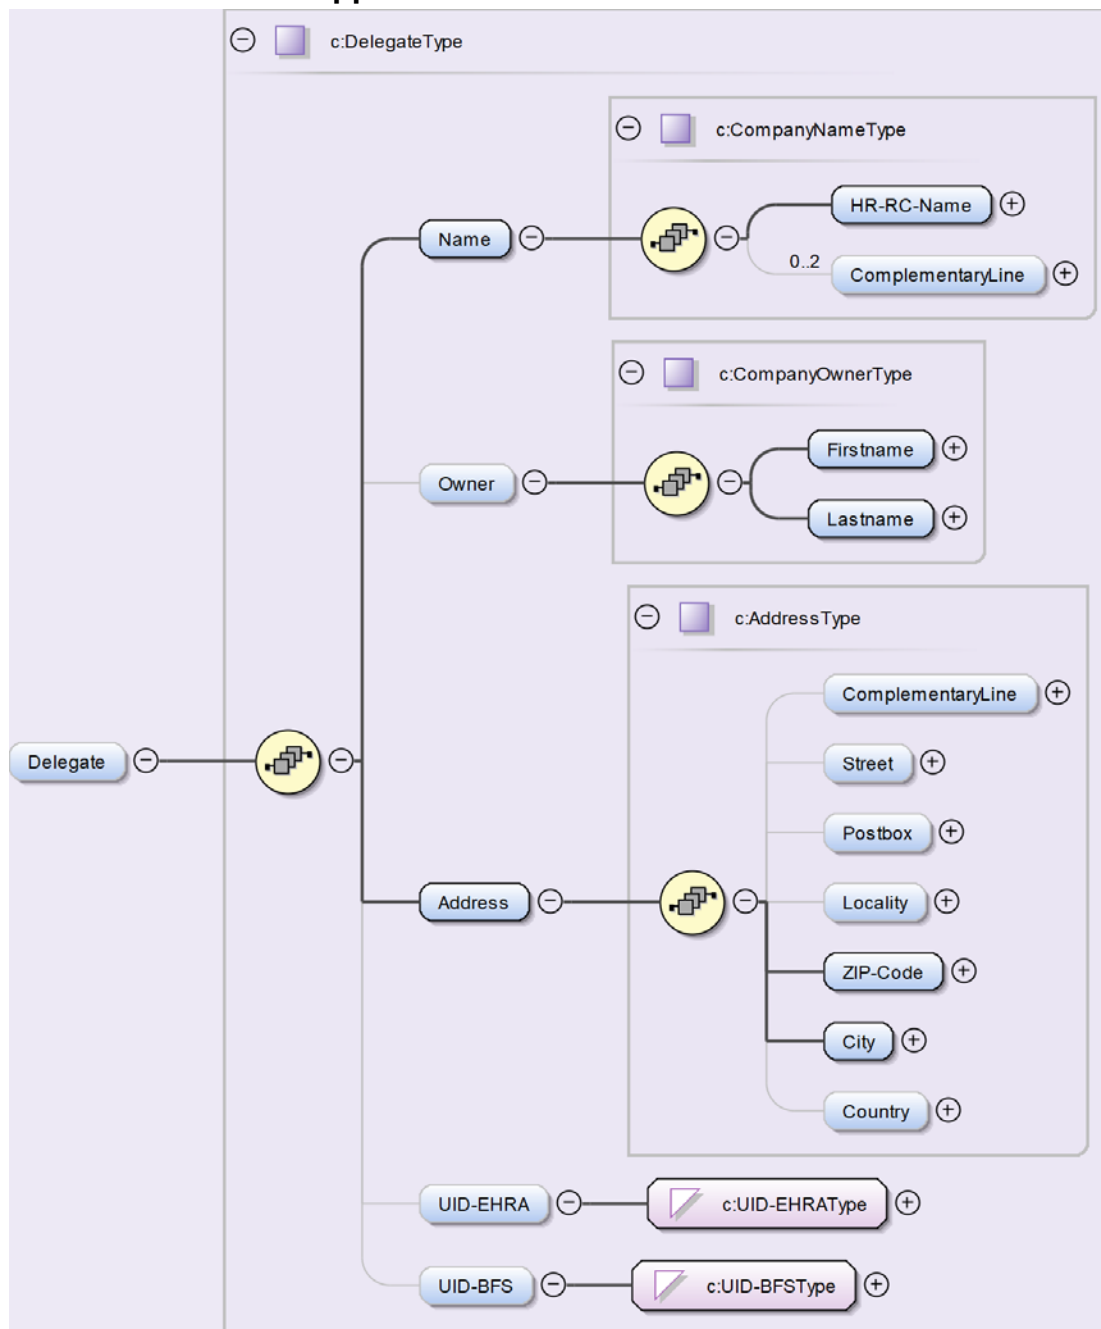 c:DelegateType
c:CompanyNameType
HR-RC-Name
Name
0..2
ComplementaryLine
c:CompanyOwnerType
Firstname
Owner
Lastname
c:AddressType
ComplementaryLine
Delegate
Street
Postbox
Address
Locality
ZIP-Code
City
Country
UID-EHRA
c:UID-EHRAType
UID-BFS
c:UID-BFSType